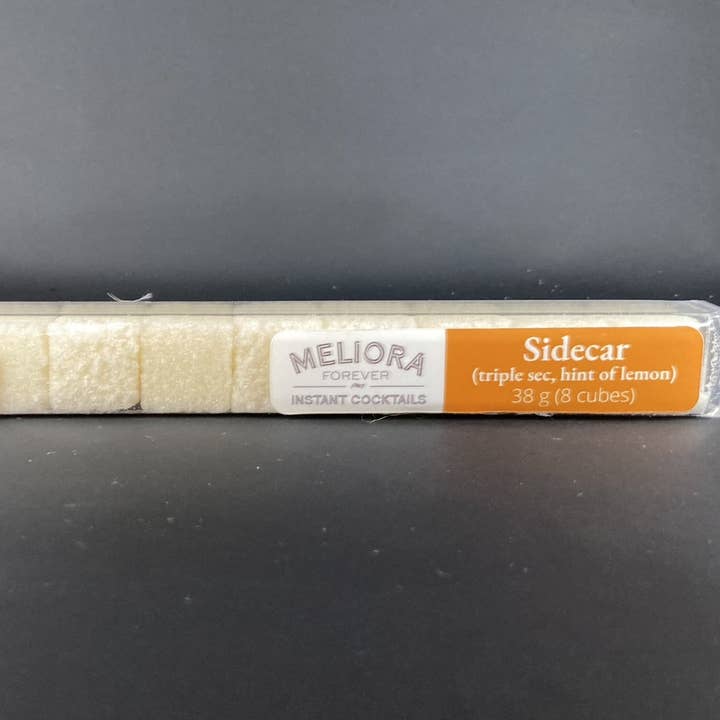 MELIORA
FOREVER
INSTANT COCKTAILS
Sidecar
(triple sec, hint of lemon)
38 g (8 cubes)